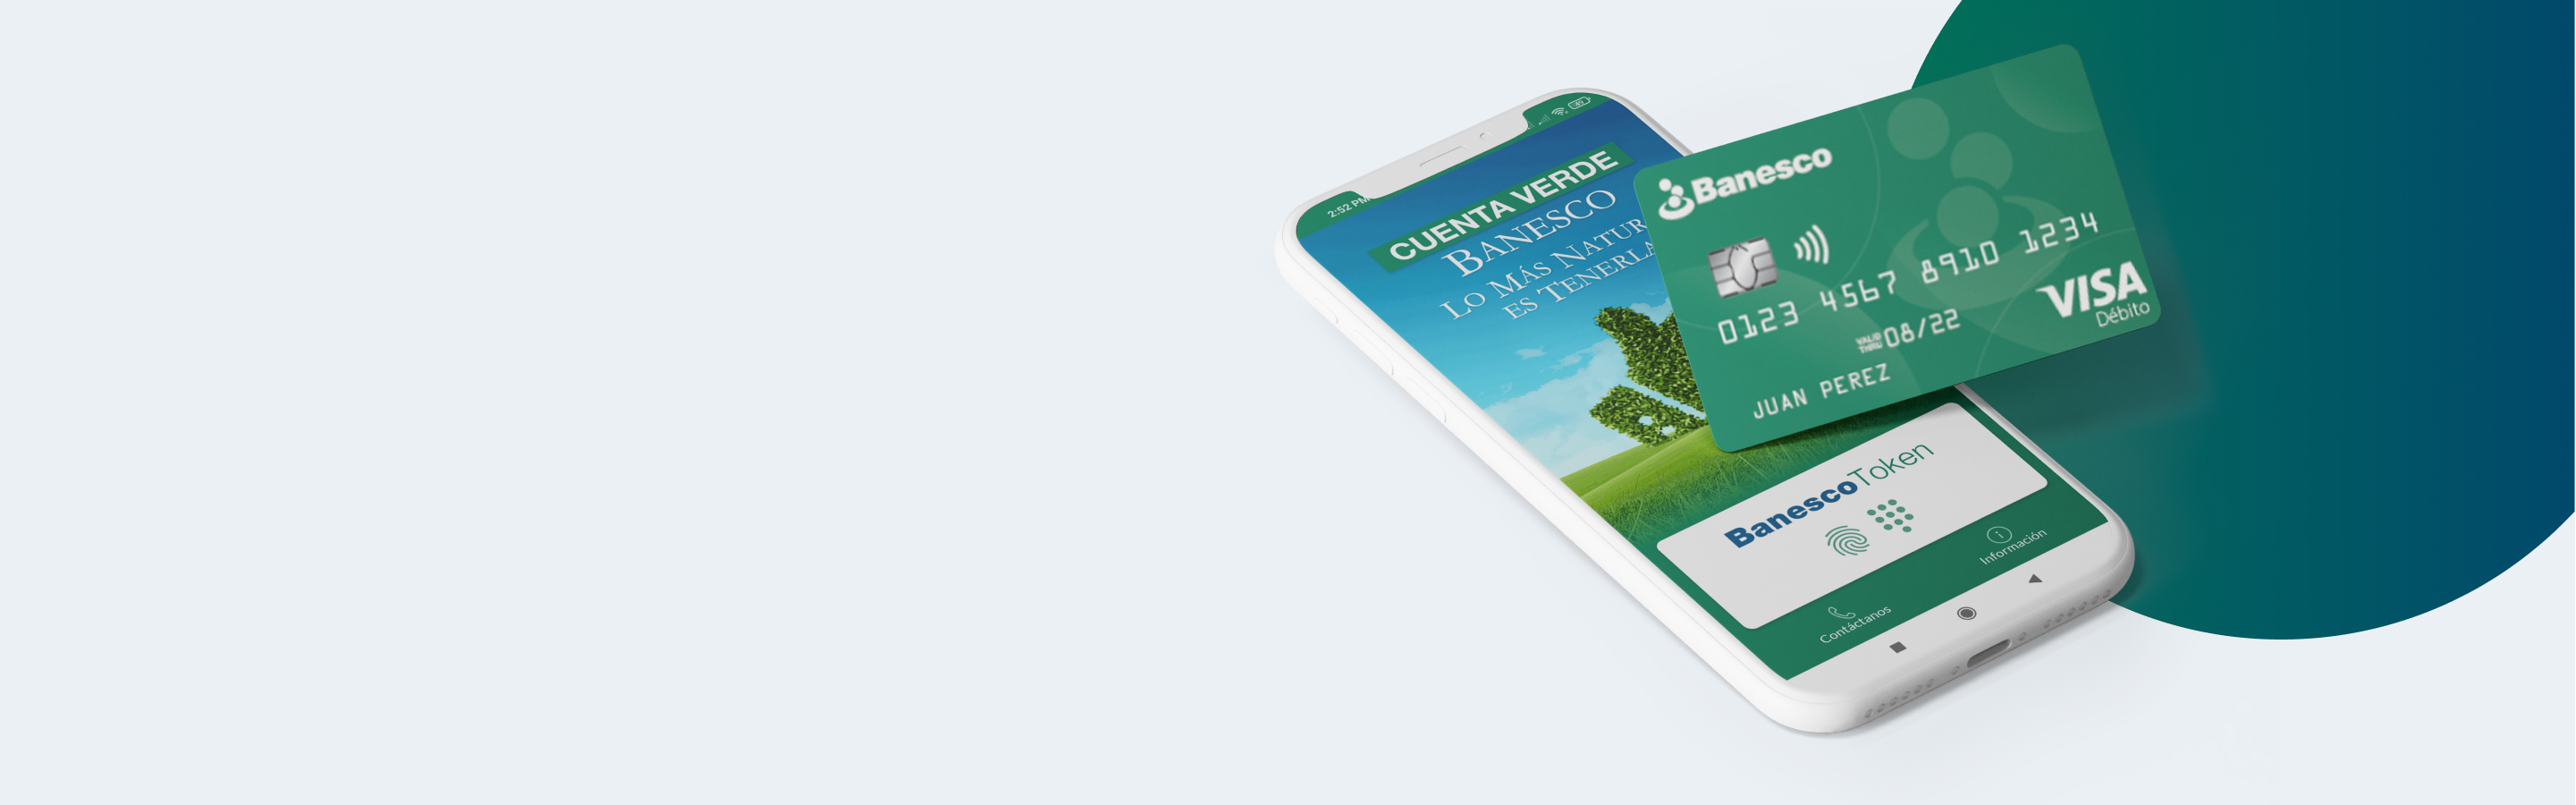 2:52 PM
CUENTA VERDE
BANESCO
LO MÁS NATUR
ES TENERLA
Banesco
0123 4567 8910 1234
VALID THRU 08/22
JUAN PEREZ
VISA
Débito
BanescoToken
Contáctanos
Información